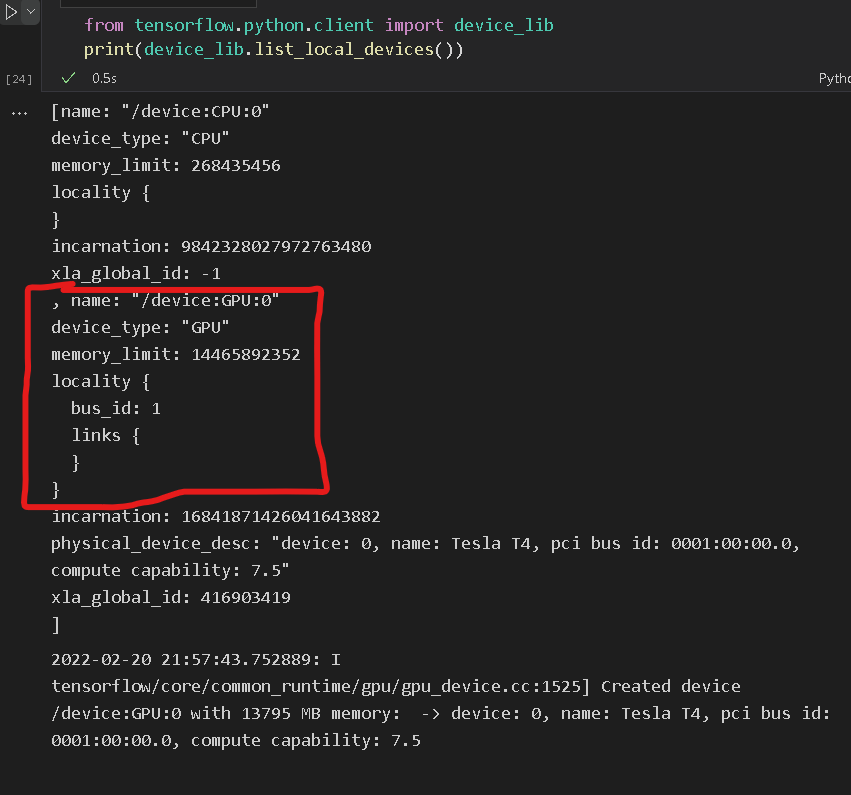 from tensorflow.python.client import device_lib
print(device_lib.list_local_devices())
[24]
0.5s
...
[name: "/device:CPU:0"
device_type: "CPU"
memory_limit: 268435456
locality {
}
incarnation: 9842328027972763480
xla_global_id: -1
, name: "/device:GPU:0"
device_type: "GPU"
memory_limit: 14465892352
locality {
  bus_id: 1
  links {
  }
}
incarnation: 16841871426041643882
physical_device_desc: "device: 0, name: Tesla T4, pci bus id: 0001:00:00.0,
compute capability: 7.5"
xla_global_id: 416903419
]
2022-02-20 21:57:43.752889: I
tensorflow/core/common_runtime/gpu/gpu_device.cc:1525] Created device
/device:GPU:0 with 13795 MB memory:  -> device: 0, name: Tesla T4, pci bus id:
0001:00:00.0, compute capability: 7.5